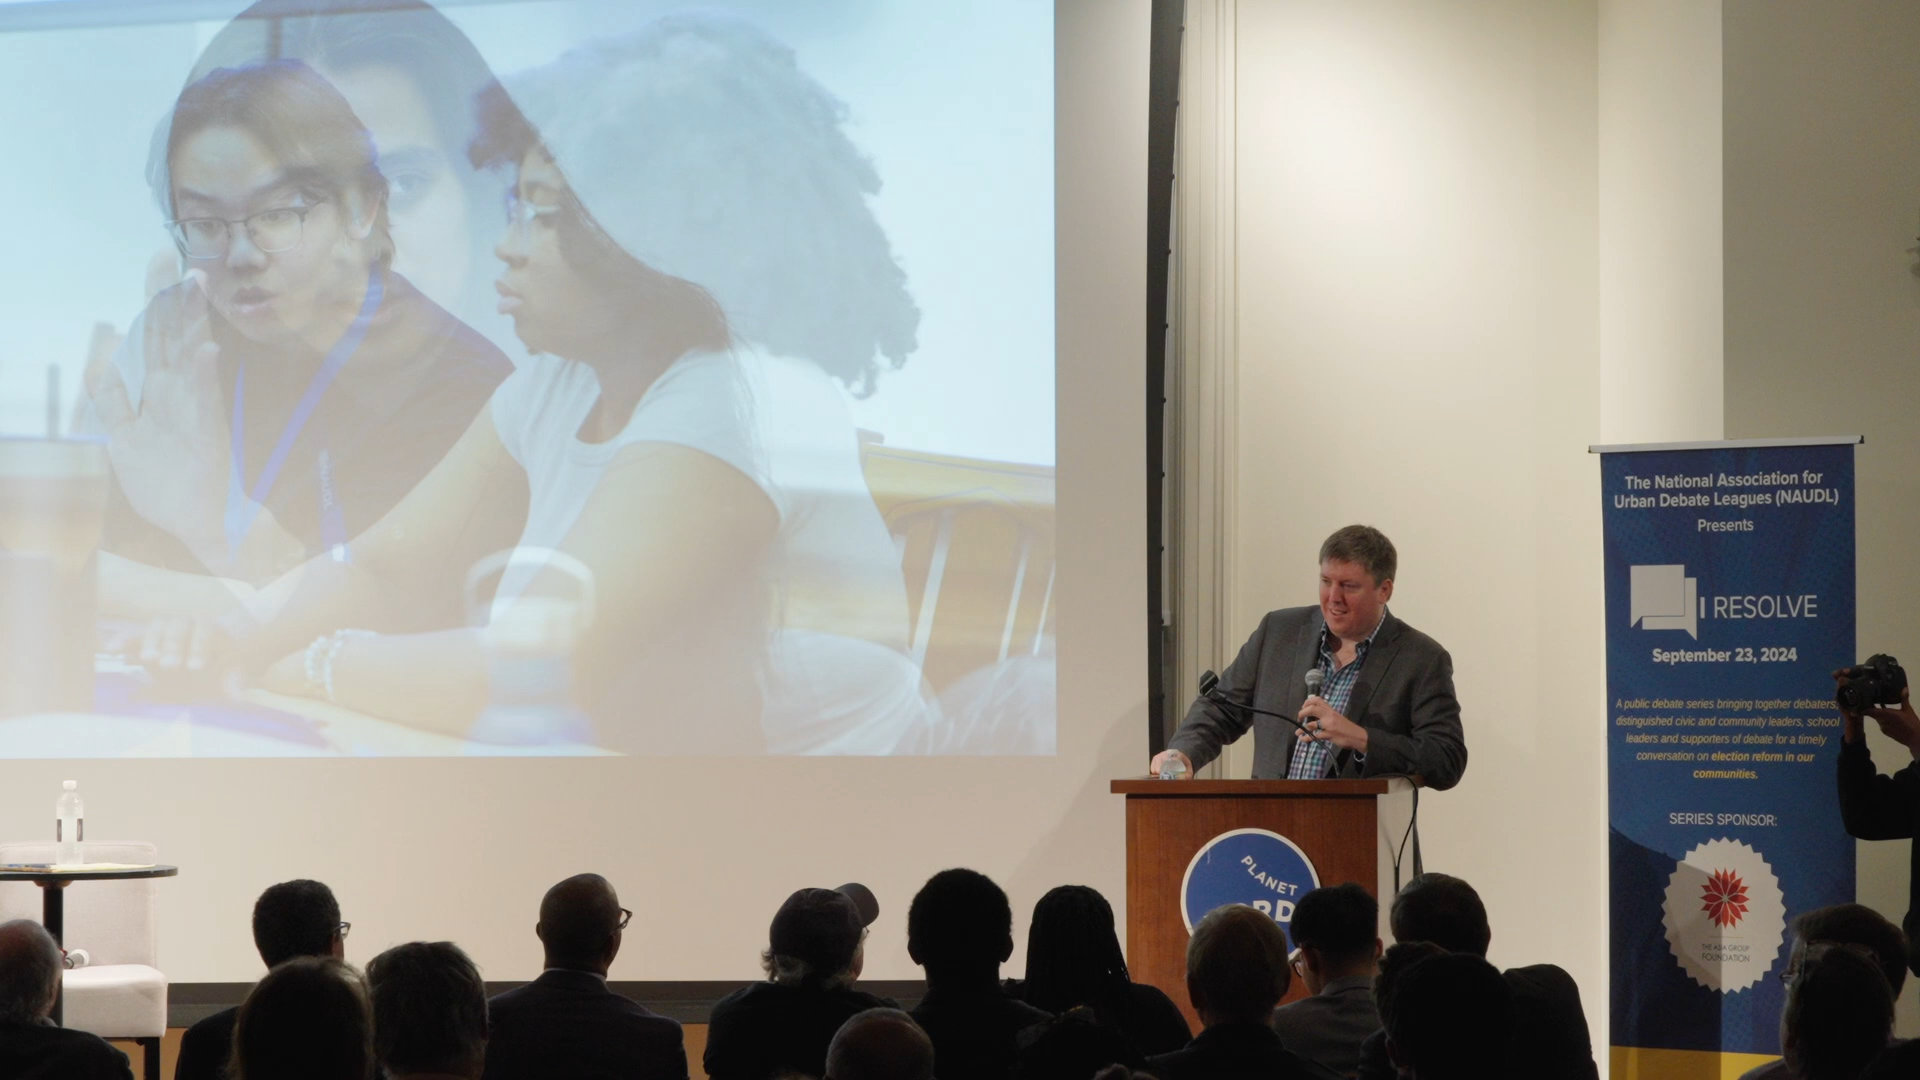 The National Association for
Urban Debate Leagues (NAUDL)
Presents
I RESOLVE
September 23, 2024
A public debate series bringing together debaters,
distinguished civic and community leaders, school
leaders and supporters of debate for a timely
conversation on election reform in our
communities.
SERIES SPONSOR:
THE ASIA GROUP
FOUNDATION
PLANET